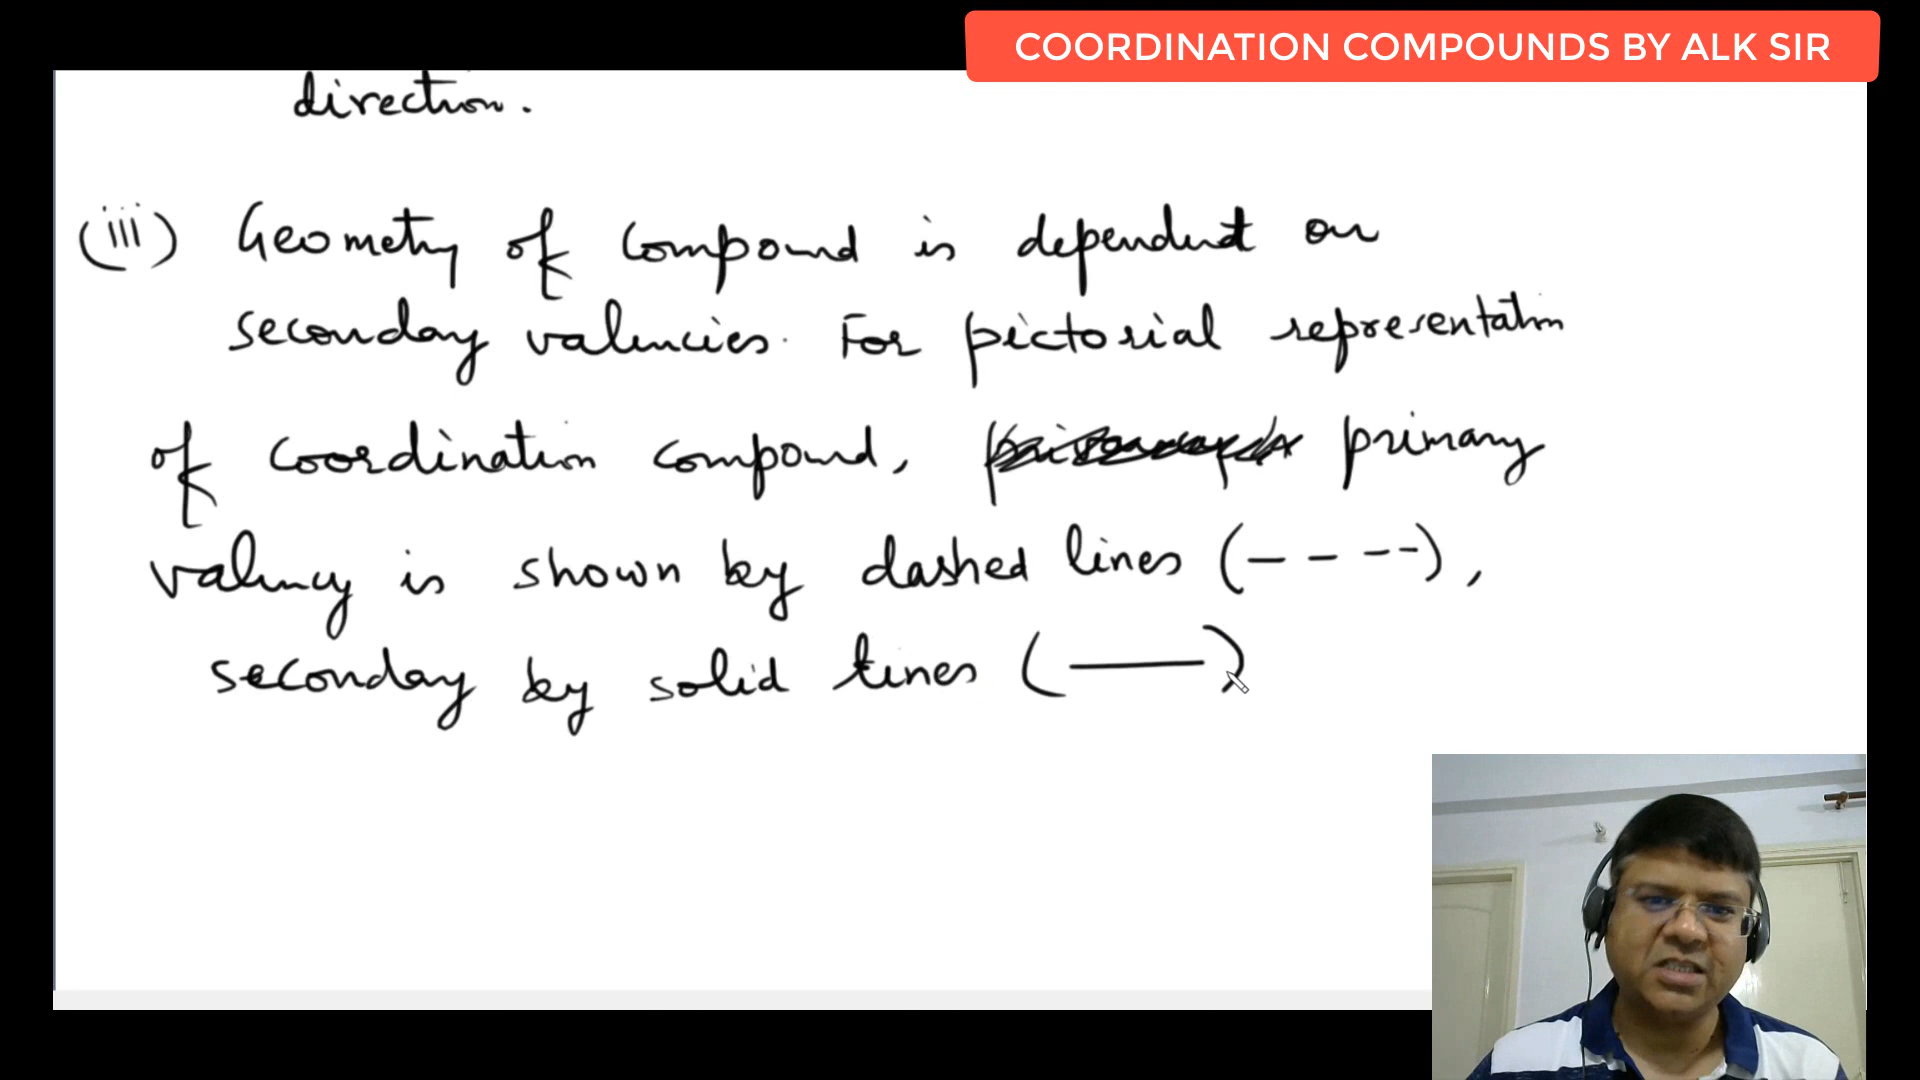 COORDINATION COMPOUNDS BY ALK SIR
direction.
(iii) Geometry of compound is dependent on
secondary valencies. For pictorial representation
of coordination compound, primary
valency is shown by dashed lines (----),
secondary by solid lines (——)